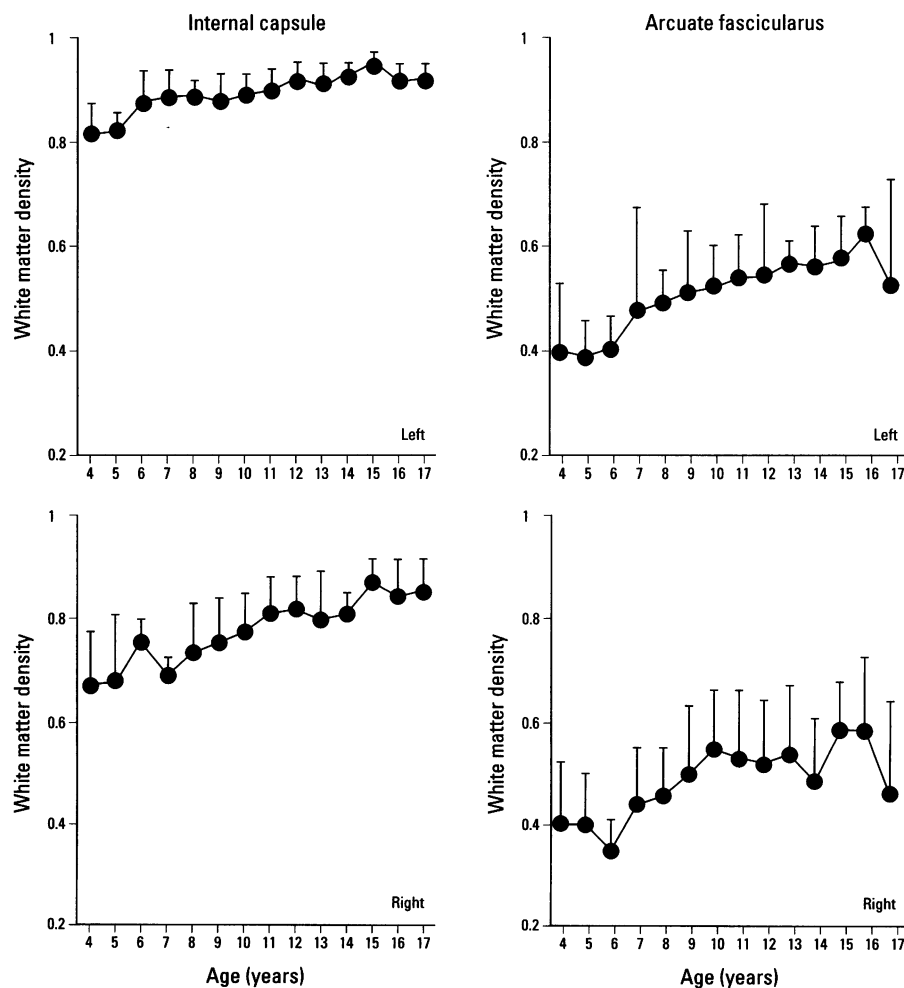 Internal capsule
1
0.8
0.6
0.4
0.2
White matter density
Left
4 5 6 7 8 9 10 11 12 13 14 15 16 17
Arcuate fascicularus
1
0.8
0.6
0.4
0.2
White matter density
Left
4 5 6 7 8 9 10 11 12 13 14 15 16 17
1
0.8
0.6
0.4
0.2
White matter density
Right
4 5 6 7 8 9 10 11 12 13 14 15 16 17
Age (years)
1
0.8
0.6
0.4
0.2
White matter density
Right
4 5 6 7 8 9 10 11 12 13 14 15 16 17
Age (years)